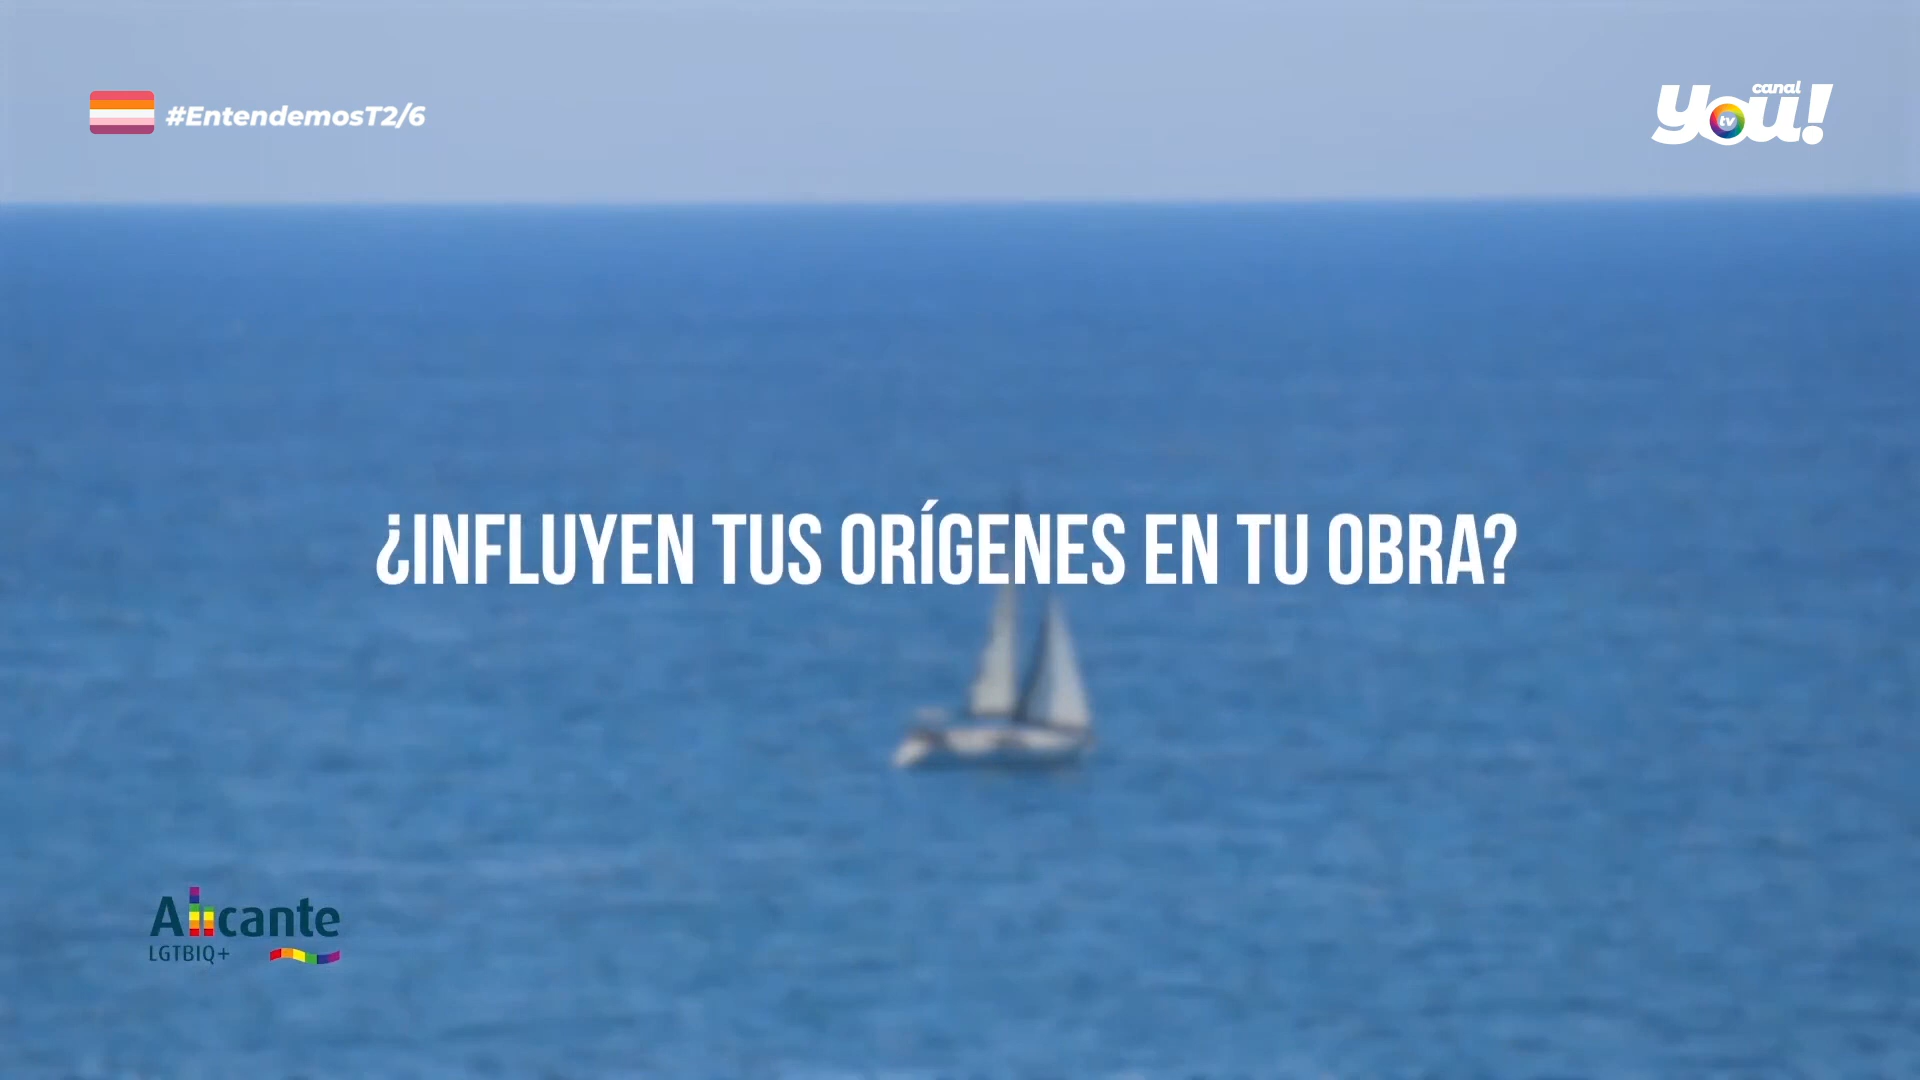 #EntendemosT2/6
canal
you!
tv
¿INFLUYEN TUS ORÍGENES EN TU OBRA?
Alicante
LGTBIQ+